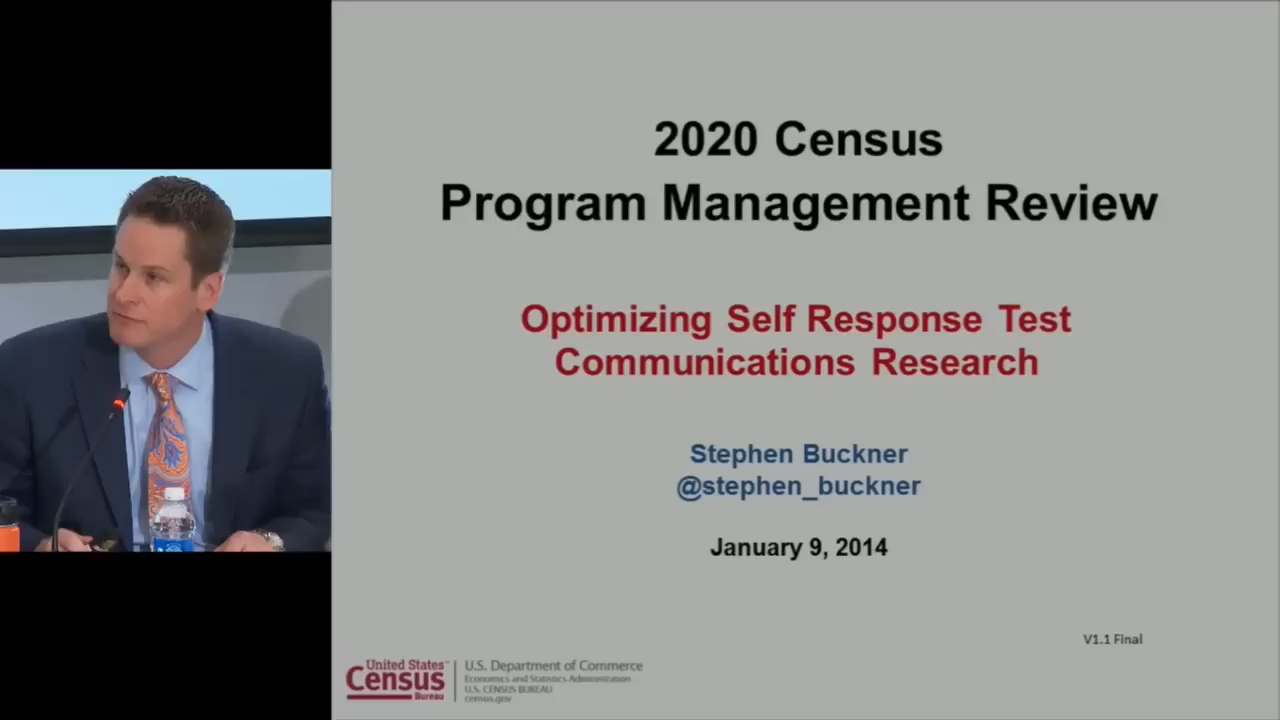 2020 Census
Program Management Review
Optimizing Self Response Test
Communications Research
Stephen Buckner
@stephen_buckner
January 9, 2014
V1.1 Final
United States™
Census
Bureau
U.S. Department of Commerce
Economics and Statistics Administration
U.S. CENSUS BUREAU
census.gov